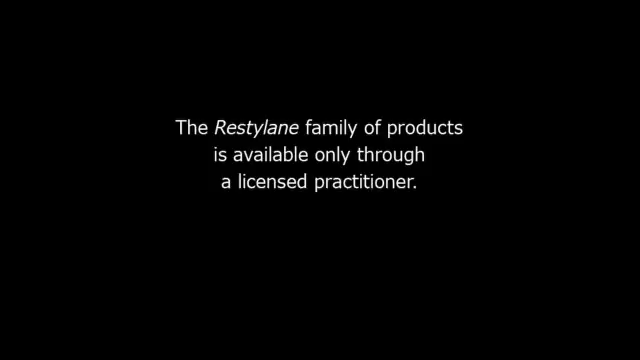 The Restylane family of products
is available only through
a licensed practitioner.